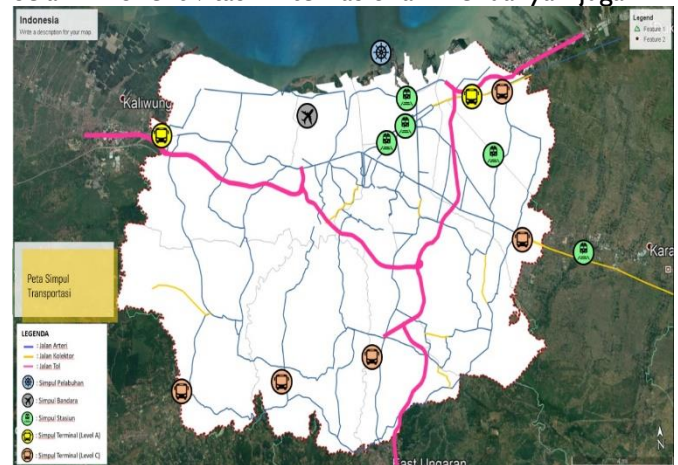 Indonesia
Write a description for your map
Legend
Feature 1
Feature 2
Kaliwung
Kara
Peta Simpul
Transportasi
LEGENDA
: Jalan Arteri
: Jalan Kolektor
: Jalan Tol
: Simpul Pelabuhan
: Simpul Bandara
: Simpul Stasiun
: Simpul Terminal (Level A)
: Simpul Terminal (Level C)
East Ungaran
N